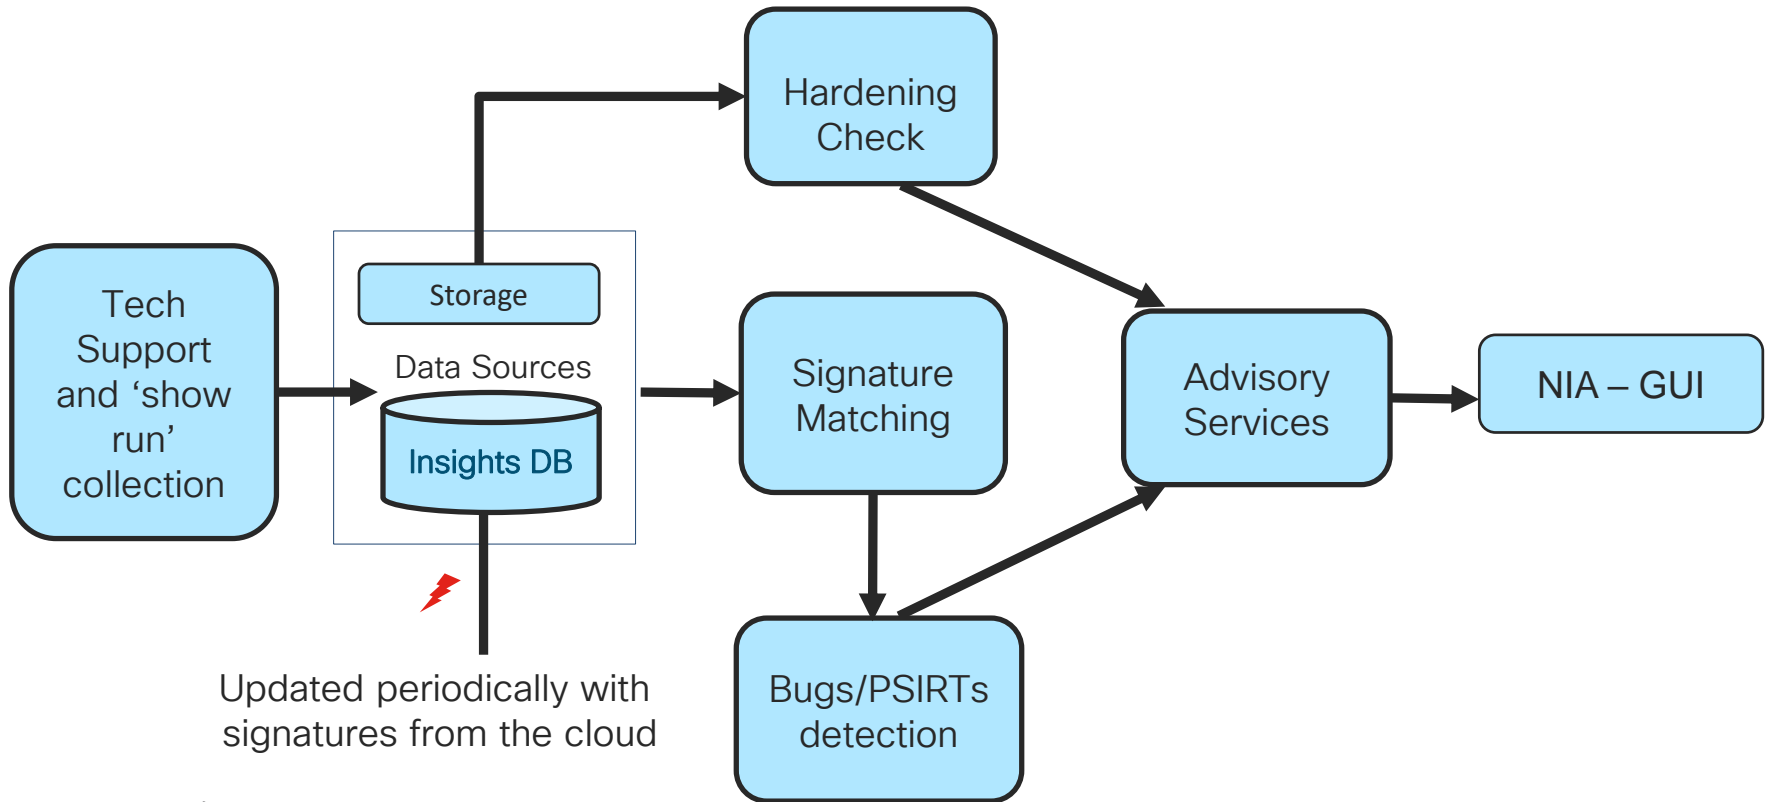 Hardening
Check
Tech
Support
and ‘show
run’
collection
Storage
Data Sources
Insights DB
Signature
Matching
Advisory
Services
NIA – GUI
Updated periodically with
signatures from the cloud
Bugs/PSIRTs
detection